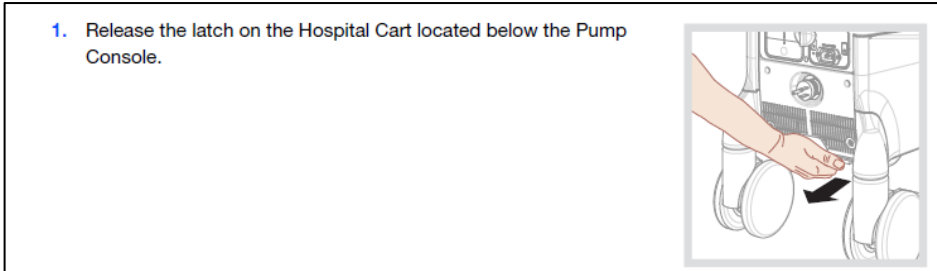 1. Release the latch on the Hospital Cart located below the Pump
Console.